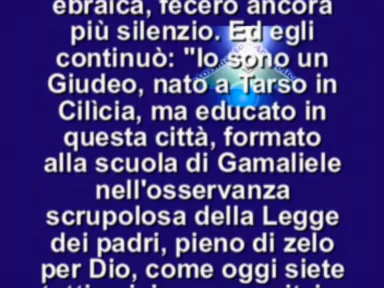 ebraica, fecero ancora
più silenzio. Ed egli
continuò: "Io sono un
Giudeo, nato a Tarso in
Cilìcia, ma educato in
questa città, formato
alla scuola di Gamaliele
nell'osservanza
scrupolosa della Legge
dei padri, pieno di zelo
per Dio, come oggi siete